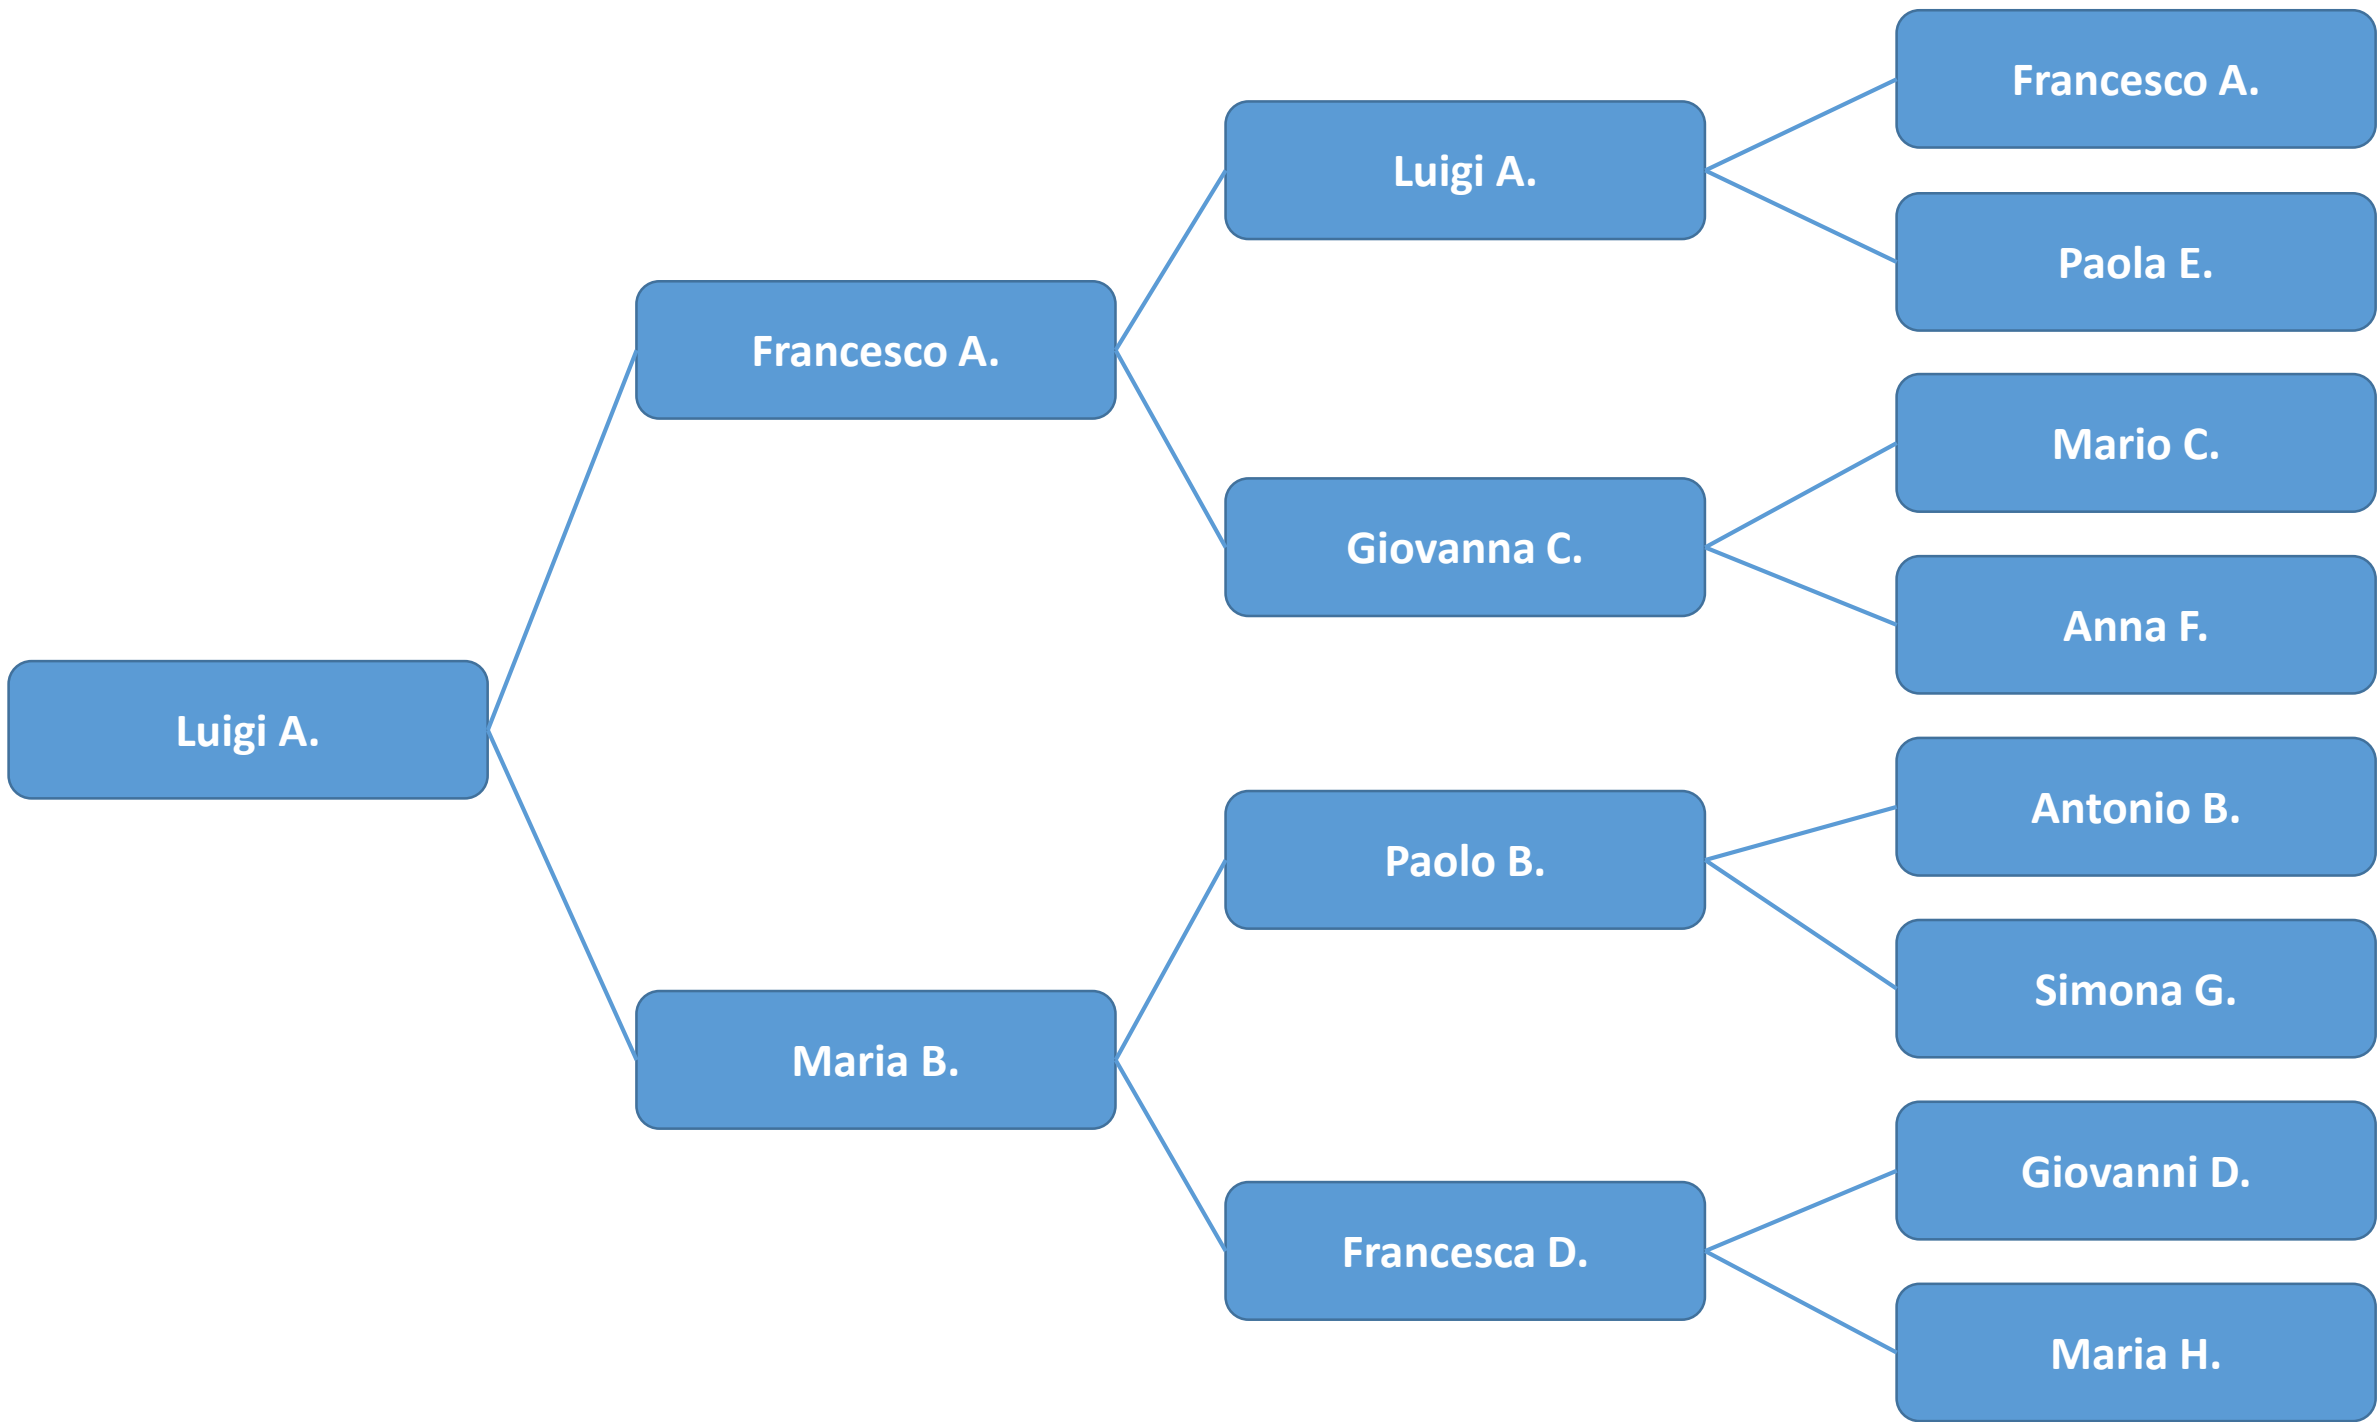 Francesco A.
Luigi A.
Paola E.
Francesco A.
Mario C.
Giovanna C.
Anna F.
Luigi A.
Antonio B.
Paolo B.
Simona G.
Maria B.
Giovanni D.
Francesca D.
Maria H.